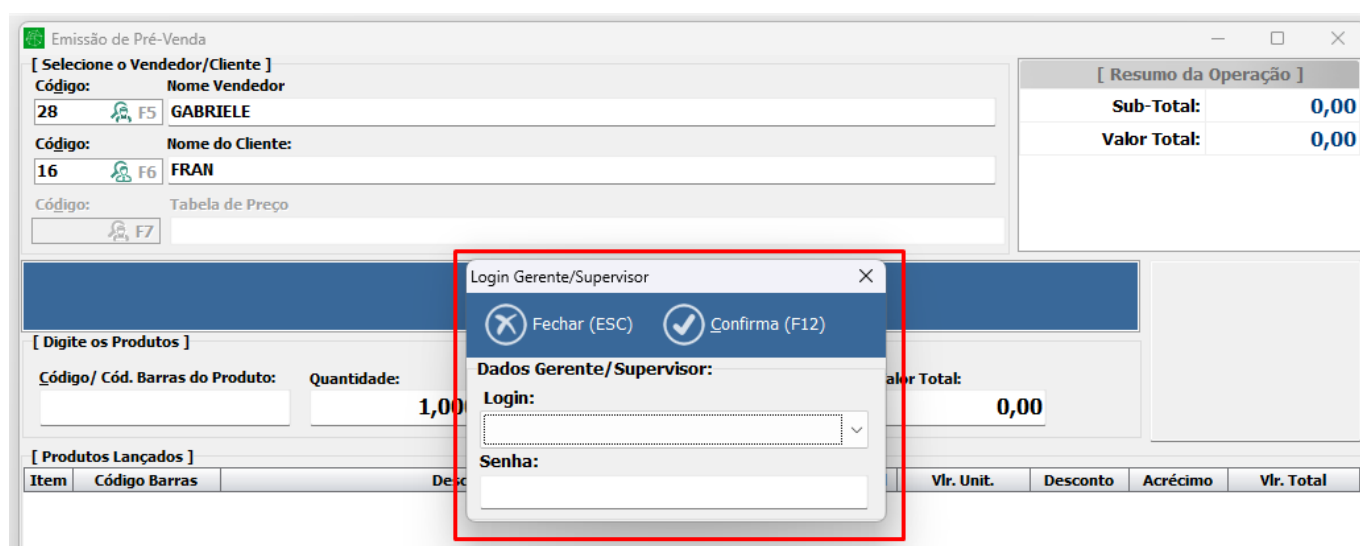 Emissão de Pré-Venda
[ Selecione o Vendedor/Cliente ]
Código: Nome Vendedor
28 F5 GABRIELE
Código: Nome do Cliente:
16 F6 FRAN
Código: Tabela de Preço
F7
[ Resumo da Operação ]
Sub-Total: 0,00
Valor Total: 0,00
Login Gerente/Supervisor
Fechar (ESC) Confirma (F12)
Dados Gerente/Supervisor:
Login:
Senha:
[ Digite os Produtos ]
Código/ Cód. Barras do Produto: Quantidade: alor Total:
1,000 0,00
[ Produtos Lançados ]
Item Código Barras Desc Vlr. Unit. Desconto Acrécimo Vlr. Total